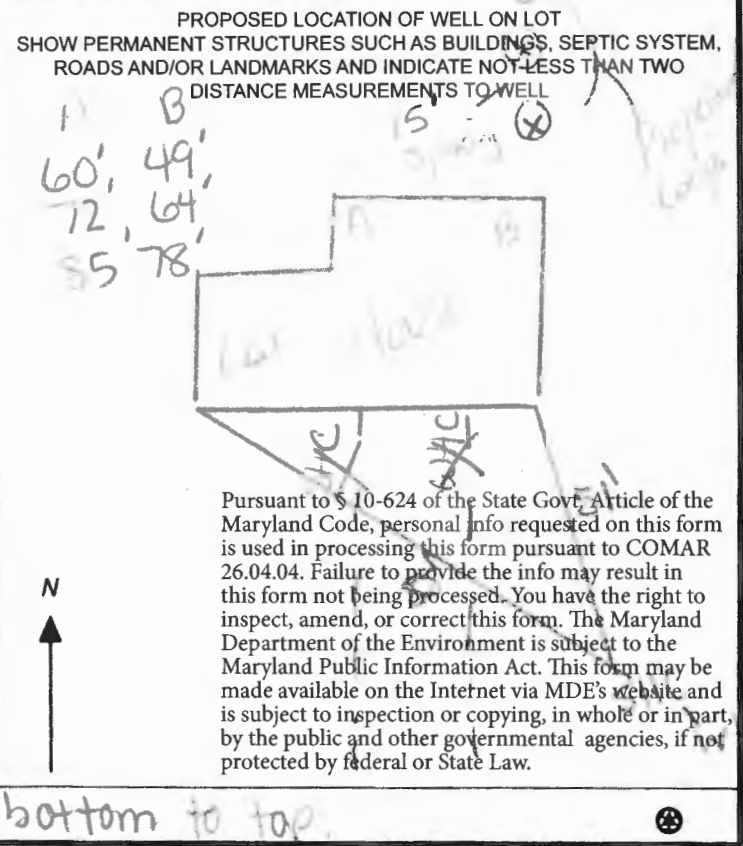 PROPOSED LOCATION OF WELL ON LOT
SHOW PERMANENT STRUCTURES SUCH AS BUILDINGS, SEPTIC SYSTEM,
ROADS AND/OR LANDMARKS AND INDICATE NOT LESS THAN TWO
DISTANCE MEASUREMENTS TO WELL
B
15'
60', 49',
72', 64',
85' 78'
A B
Pursuant to § 10-624 of the State Govt. Article of the
Maryland Code, personal info requested on this form
is used in processing this form pursuant to COMAR
26.04.04. Failure to provide the info may result in
this form not being processed. You have the right to
inspect, amend, or correct this form. The Maryland
Department of the Environment is subject to the
Maryland Public Information Act. This form may be
made available on the Internet via MDE's website and
is subject to inspection or copying, in whole or in part,
by the public and other governmental agencies, if not
protected by federal or State Law.
N
bottom to top